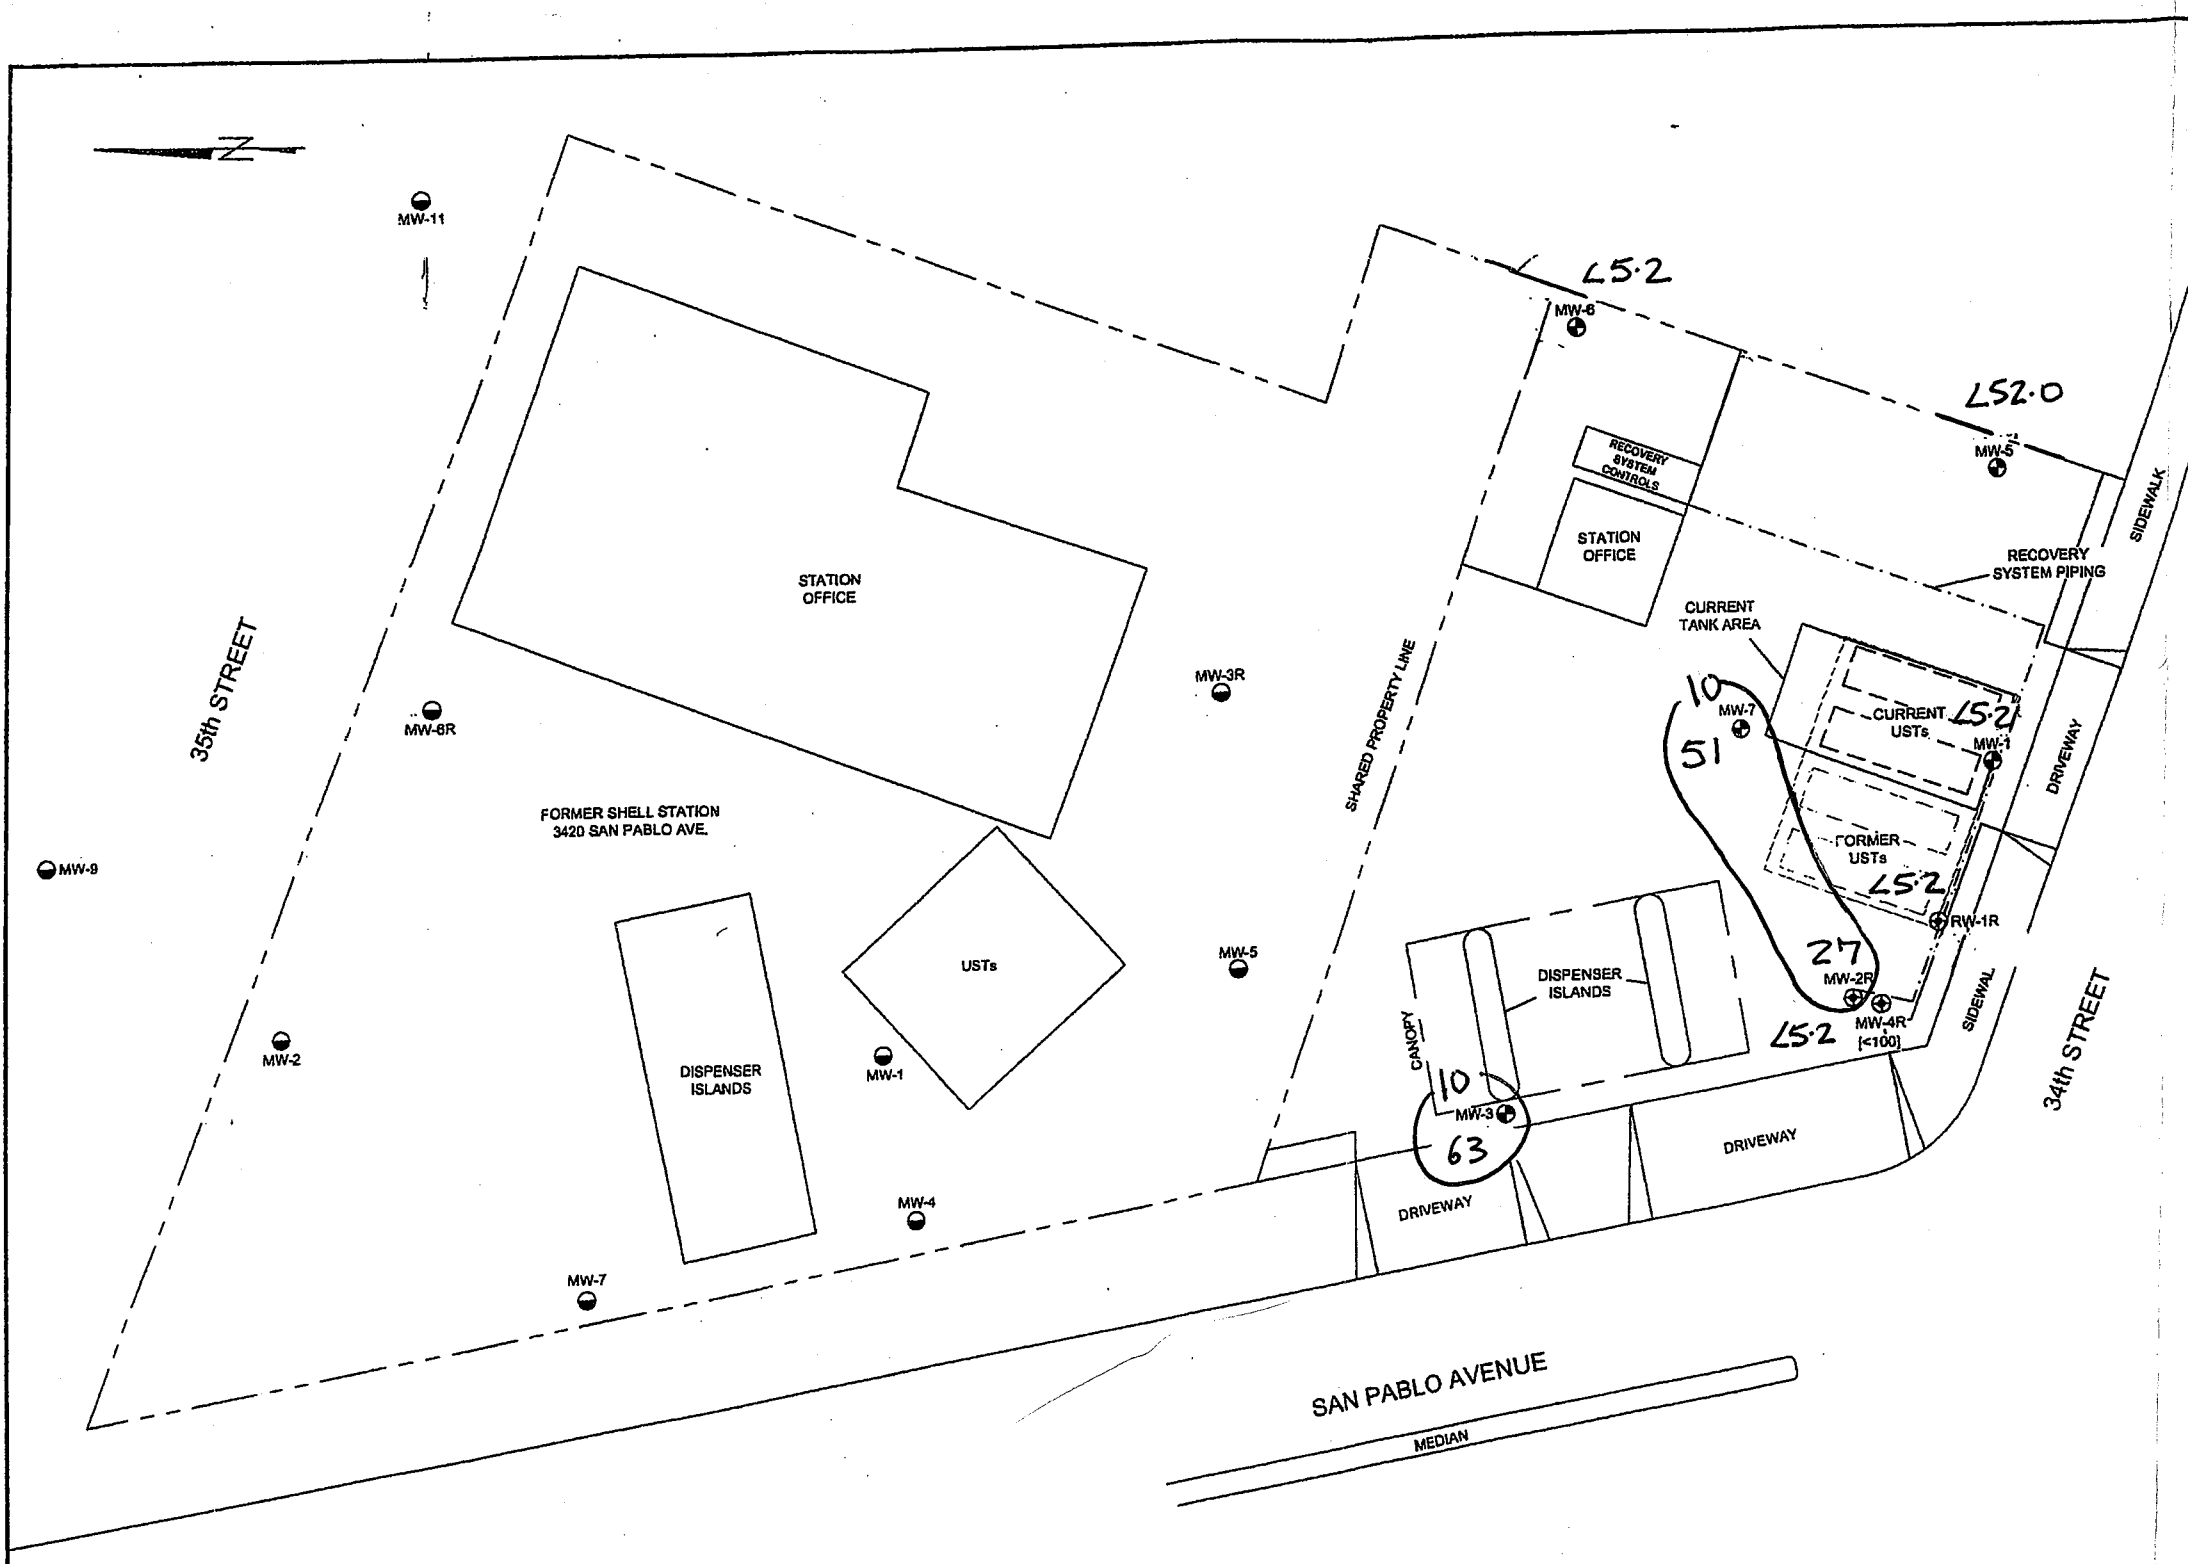 N
MW-11
<5.2
MW-6
<52.0
MW-5
RECOVERY
SYSTEM
CONTROLS
STATION
OFFICE
SIDEWALK
RECOVERY
SYSTEM PIPING
STATION
OFFICE
CURRENT
TANK AREA
35th STREET
MW-6R
MW-3R
SHARED PROPERTY LINE
10
MW-7
51
CURRENT
USTs
<5.2
MW-1
DRIVEWAY
FORMER SHELL STATION
3420 SAN PABLO AVE.
FORMER
USTs
<5.2
RW-1R
MW-9
USTs
MW-5
DISPENSER
ISLANDS
27
MW-2R
MW-4R
[<100]
<5.2
SIDEWAL
34th STREET
CANOPY
MW-2
MW-1
DISPENSER
ISLANDS
10
MW-3
63
DRIVEWAY
DRIVEWAY
MW-4
MW-7
SAN PABLO AVENUE
MEDIAN